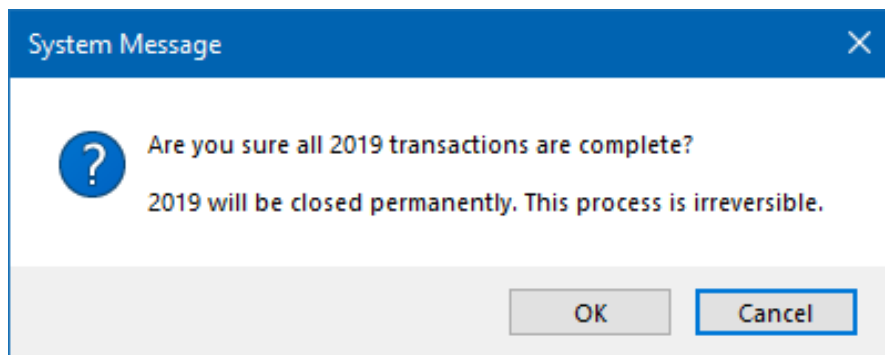 System Message
Are you sure all 2019 transactions are complete?
2019 will be closed permanently. This process is irreversible.
OK
Cancel